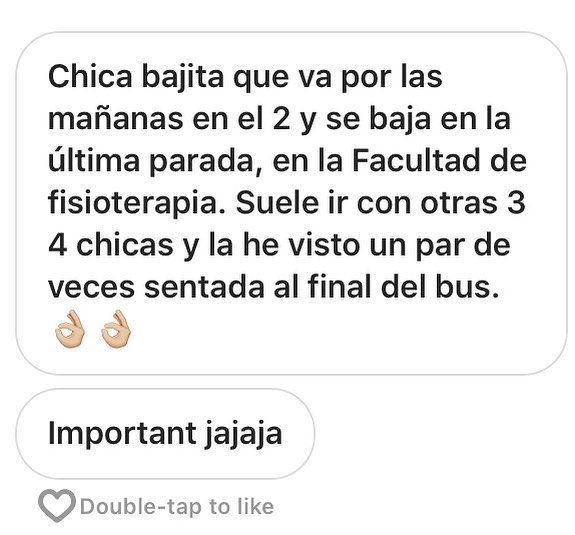 Chica bajita que va por las
mañanas en el 2 y se baja en la
última parada, en la Facultad de
fisioterapia. Suele ir con otras 3
4 chicas y la he visto un par de
veces sentada al final del bus.
👌🏼👌🏼
Important jajaja
Double-tap to like